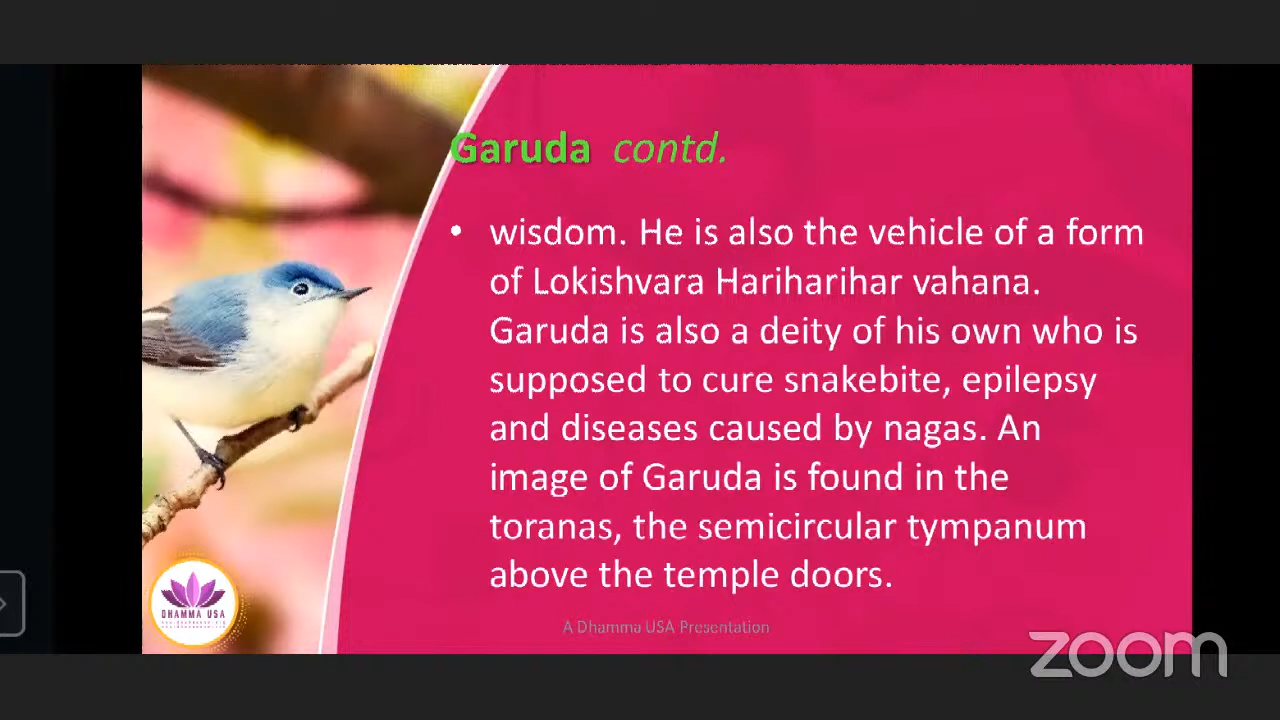 Garuda contd.
• wisdom. He is also the vehicle of a form
of Lokishvara Hariharihar vahana.
Garuda is also a deity of his own who is
supposed to cure snakebite, epilepsy
and diseases caused by nagas. An
image of Garuda is found in the
toranas, the semicircular tympanum
above the temple doors.
DHAMMA USA
A Dhamma USA Presentation
zoom